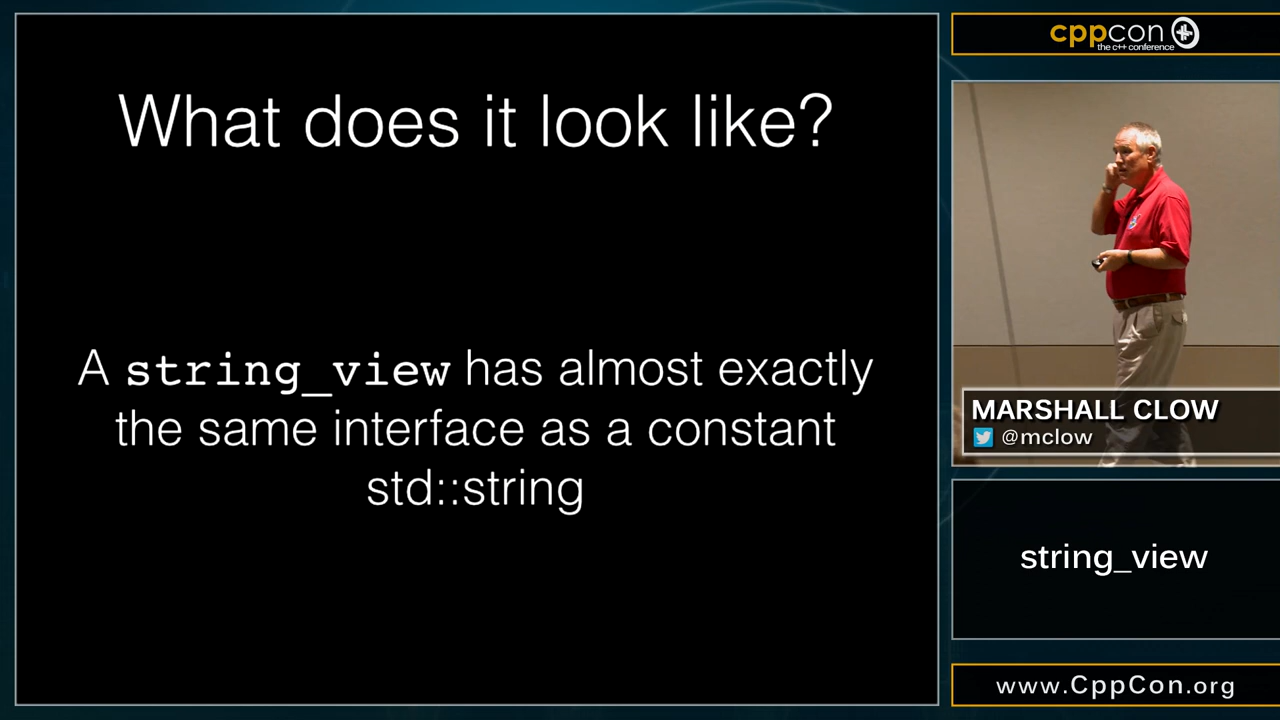 What does it look like?
A string_view has almost exactly
the same interface as a constant
std::string
cppcon
the c++ conference
MARSHALL CLOW
@mclow
string_view
www.CppCon.org